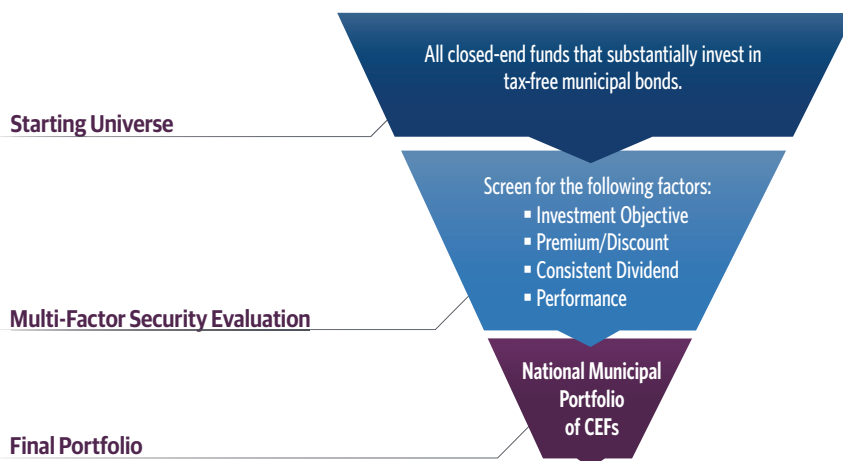 All closed-end funds that substantially invest in
tax-free municipal bonds.
Starting Universe
Screen for the following factors:
▪ Investment Objective
▪ Premium/Discount
▪ Consistent Dividend
▪ Performance
Multi-Factor Security Evaluation
National Municipal
Portfolio
of CEFs
Final Portfolio